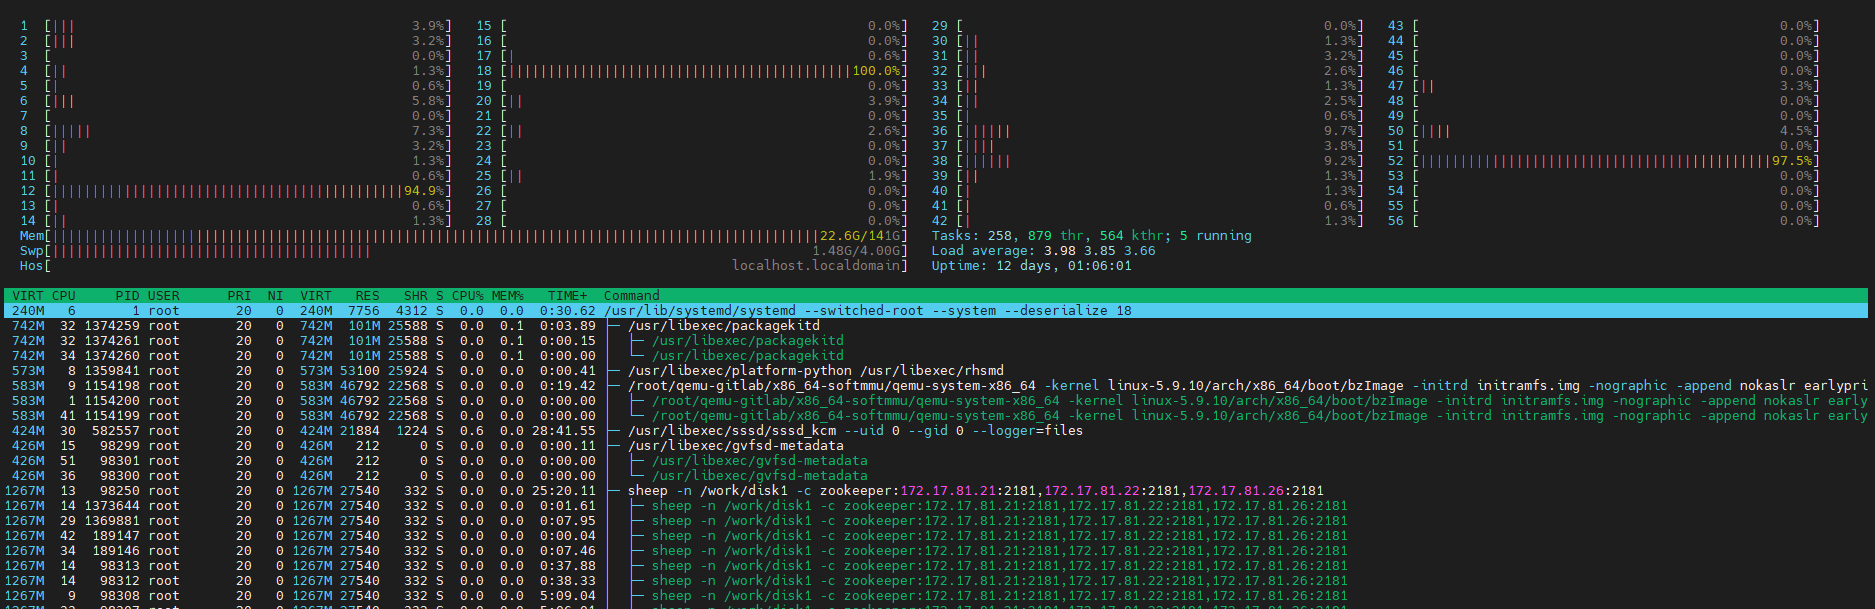 1 [||| 3.9%] 15 [ 0.0%] 29 [ 0.0%] 43 [ 0.0%]
2 [||| 3.2%] 16 [ 0.0%] 30 [|| 1.3%] 44 [ 0.0%]
3 [ 0.0%] 17 [| 0.6%] 31 [|| 3.2%] 45 [ 0.0%]
4 [|| 1.3%] 18 [||||||||||||||||||||||||||||||||||||||||||||100.0%] 32 [||| 2.6%] 46 [ 0.0%]
5 [| 0.6%] 19 [ 0.0%] 33 [|| 1.3%] 47 [|| 3.3%]
6 [||| 5.8%] 20 [|| 3.9%] 34 [|| 2.5%] 48 [ 0.0%]
7 [ 0.0%] 21 [ 0.0%] 35 [| 0.6%] 49 [ 0.0%]
8 [||||| 7.3%] 22 [|| 2.6%] 36 [|||||| 9.7%] 50 [|||| 4.5%]
9 [|| 3.2%] 23 [ 0.0%] 37 [|||| 3.8%] 51 [ 0.0%]
10 [| 1.3%] 24 [ 0.0%] 38 [|||||| 9.2%] 52 [||||||||||||||||||||||||||||||||||||||||||||97.5%]
11 [| 0.6%] 25 [|| 1.9%] 39 [|| 1.3%] 53 [ 0.0%]
12 [||||||||||||||||||||||||||||||||||||||||||||94.9%] 26 [ 0.0%] 40 [| 1.3%] 54 [ 0.0%]
13 [| 0.6%] 27 [ 0.0%] 41 [| 0.6%] 55 [ 0.0%]
14 [|| 1.3%] 28 [ 0.0%] 42 [| 1.3%] 56 [ 0.0%]
Mem[||||||||||||||||||||||||||||||||||||||||||||||||||||||||||||||||||||||||||||||||||||||||||||||||22.6G/141G] Tasks: 258, 879 thr, 564 kthr; 5 running
Swp[|||||||||||||||||||||||||||||||||||||||| 1.48G/4.00G] Load average: 3.98 3.85 3.66
Hos[ localhost.localdomain] Uptime: 12 days, 01:06:01
VIRT CPU PID USER PRI NI VIRT RES SHR S CPU% MEM% TIME+ Command
240M 6 1 root 20 0 240M 7756 4312 S 0.0 0.0 0:30.62 /usr/lib/systemd/systemd --switched-root --system --deserialize 18
742M 32 1374259 root 20 0 742M 101M 25588 S 0.0 0.1 0:03.89 ├─ /usr/libexec/packagekitd
742M 32 1374261 root 20 0 742M 101M 25588 S 0.0 0.1 0:00.15 │ ├─ /usr/libexec/packagekitd
742M 34 1374260 root 20 0 742M 101M 25588 S 0.0 0.1 0:00.00 │ └─ /usr/libexec/packagekitd
573M 8 1359841 root 20 0 573M 53100 25924 S 0.0 0.0 0:00.41 ├─ /usr/libexec/platform-python /usr/libexec/rhsmd
583M 9 1154198 root 20 0 583M 46792 22568 S 0.0 0.0 0:19.42 ├─ /root/qemu-gitlab/x86_64-softmmu/qemu-system-x86_64 -kernel linux-5.9.10/arch/x86_64/boot/bzImage -initrd initramfs.img -nographic -append nokaslr earlypri
583M 1 1154200 root 20 0 583M 46792 22568 S 0.0 0.0 0:00.00 │ ├─ /root/qemu-gitlab/x86_64-softmmu/qemu-system-x86_64 -kernel linux-5.9.10/arch/x86_64/boot/bzImage -initrd initramfs.img -nographic -append nokaslr early
583M 41 1154199 root 20 0 583M 46792 22568 S 0.0 0.0 0:00.00 │ └─ /root/qemu-gitlab/x86_64-softmmu/qemu-system-x86_64 -kernel linux-5.9.10/arch/x86_64/boot/bzImage -initrd initramfs.img -nographic -append nokaslr early
424M 30 582557 root 20 0 424M 21884 1224 S 0.6 0.0 28:41.55 ├─ /usr/libexec/sssd/sssd_kcm --uid 0 --gid 0 --logger=files
426M 15 98299 root 20 0 426M 212 0 S 0.0 0.0 0:00.11 ├─ /usr/libexec/gvfsd-metadata
426M 51 98301 root 20 0 426M 212 0 S 0.0 0.0 0:00.00 │ ├─ /usr/libexec/gvfsd-metadata
426M 36 98300 root 20 0 426M 212 0 S 0.0 0.0 0:00.00 │ └─ /usr/libexec/gvfsd-metadata
1267M 13 98250 root 20 0 1267M 27540 332 S 0.0 0.0 25:20.11 ├─ sheep -n /work/disk1 -c zookeeper:172.17.81.21:2181,172.17.81.22:2181,172.17.81.26:2181
1267M 14 1373644 root 20 0 1267M 27540 332 S 0.0 0.0 0:01.61 │ ├─ sheep -n /work/disk1 -c zookeeper:172.17.81.21:2181,172.17.81.22:2181,172.17.81.26:2181
1267M 29 1369881 root 20 0 1267M 27540 332 S 0.0 0.0 0:07.95 │ ├─ sheep -n /work/disk1 -c zookeeper:172.17.81.21:2181,172.17.81.22:2181,172.17.81.26:2181
1267M 42 189147 root 20 0 1267M 27540 332 S 0.0 0.0 0:00.04 │ ├─ sheep -n /work/disk1 -c zookeeper:172.17.81.21:2181,172.17.81.22:2181,172.17.81.26:2181
1267M 34 189146 root 20 0 1267M 27540 332 S 0.0 0.0 0:07.46 │ ├─ sheep -n /work/disk1 -c zookeeper:172.17.81.21:2181,172.17.81.22:2181,172.17.81.26:2181
1267M 14 98313 root 20 0 1267M 27540 332 S 0.0 0.0 0:37.88 │ ├─ sheep -n /work/disk1 -c zookeeper:172.17.81.21:2181,172.17.81.22:2181,172.17.81.26:2181
1267M 14 98312 root 20 0 1267M 27540 332 S 0.0 0.0 0:38.33 │ ├─ sheep -n /work/disk1 -c zookeeper:172.17.81.21:2181,172.17.81.22:2181,172.17.81.26:2181
1267M 9 98308 root 20 0 1267M 27540 332 S 0.0 0.0 5:09.04 │ ├─ sheep -n /work/disk1 -c zookeeper:172.17.81.21:2181,172.17.81.22:2181,172.17.81.26:2181